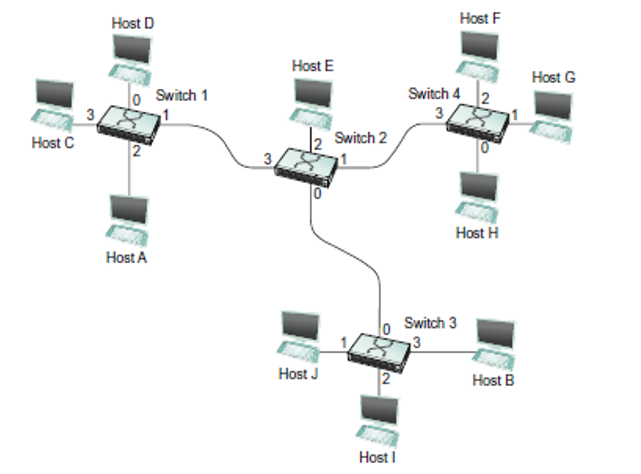 Host D
Host F
Host E
Host G
Switch 1
Switch 4
0
2
3
1
3
1
Host C
2
2
Switch 2
0
3
1
0
Host A
Host H
0
Switch 3
1
3
Host J
2
Host B
Host I